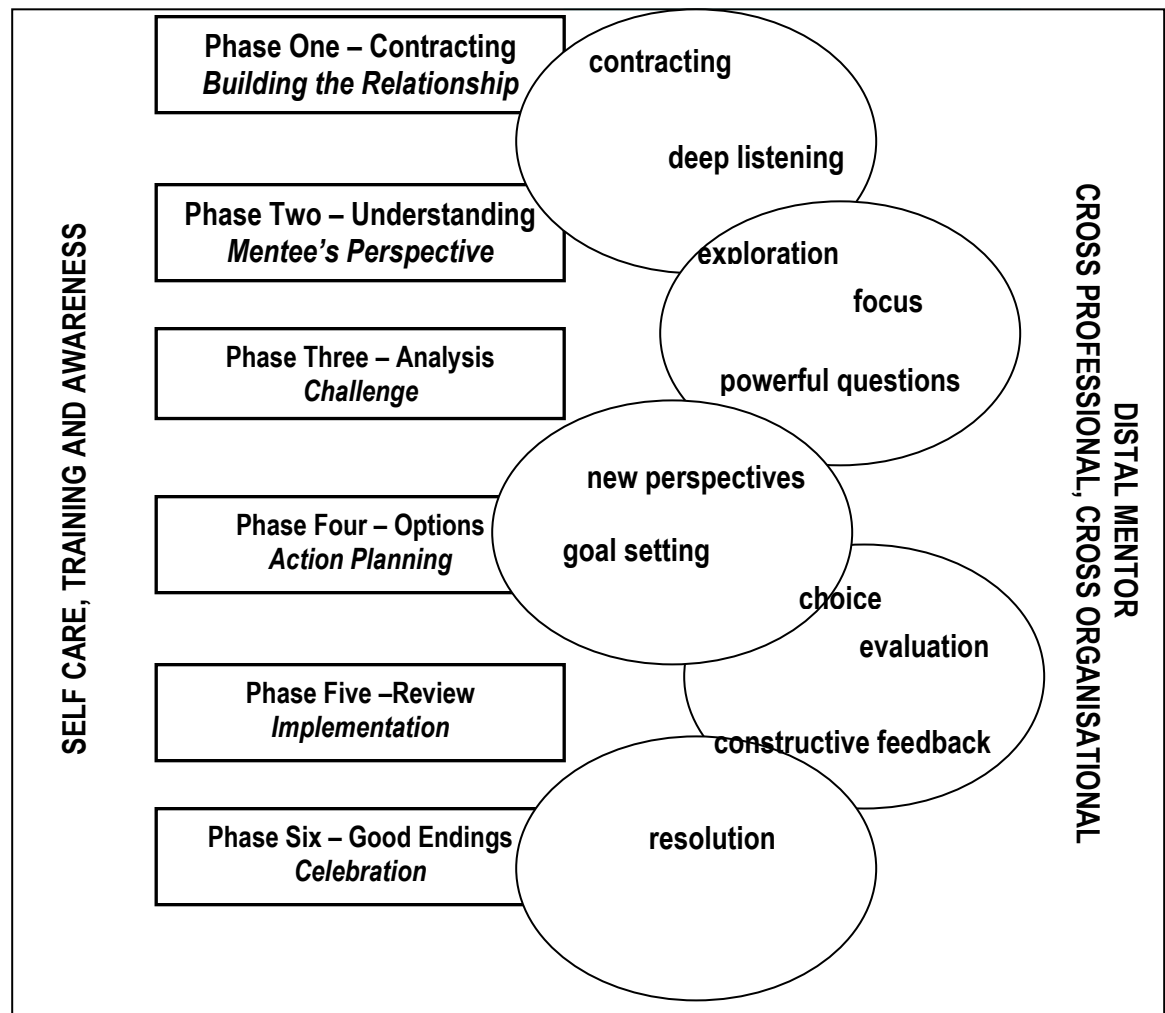 SELF CARE, TRAINING AND AWARENESS
Phase One – Contracting
Building the Relationship
Phase Two – Understanding
Mentee’s Perspective
Phase Three – Analysis
Challenge
Phase Four – Options
Action Planning
Phase Five –Review
Implementation
Phase Six – Good Endings
Celebration
contracting
deep listening
exploration
focus
powerful questions
new perspectives
goal setting
choice
evaluation
constructive feedback
resolution
DISTAL MENTOR
CROSS PROFESSIONAL, CROSS ORGANISATIONAL